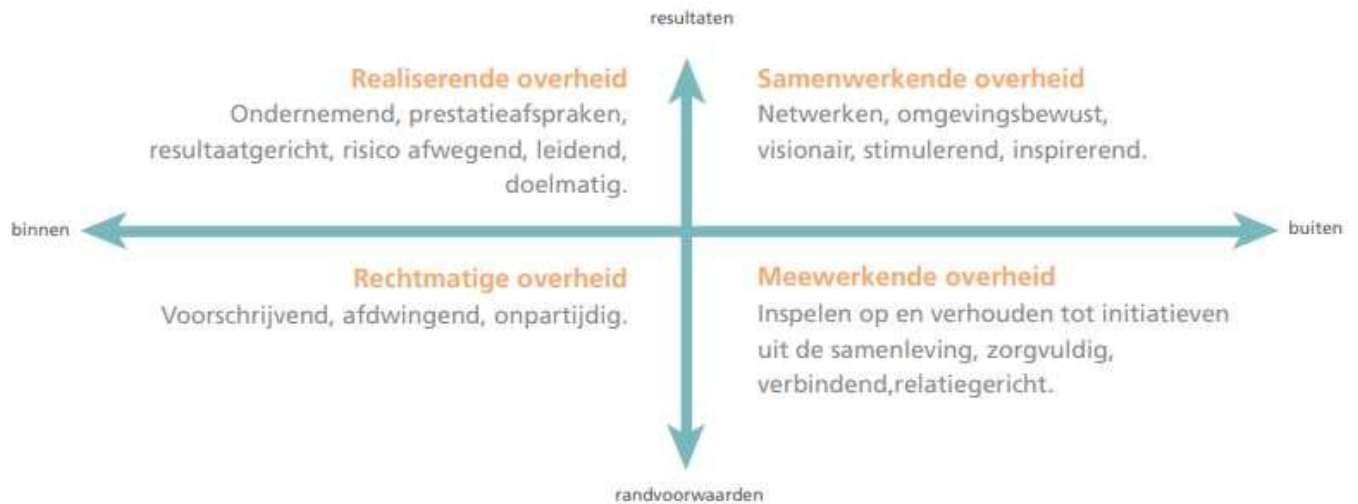 resultaten
Realiserende overheid
Ondernemend, prestatieafspraken,
resultaatgericht, risico afwegend, leidend,
doelmatig.
Samenwerkende overheid
Netwerken, omgevingsbewust,
visionair, stimulerend, inspirerend.
binnen
buiten
Rechtmatige overheid
Voorschrijvend, afdwingend, onpartijdig.
Meewerkende overheid
Inspelen op en verhouden tot initiatieven
uit de samenleving, zorgvuldig,
verbindend,relatiegericht.
randvoorwaarden